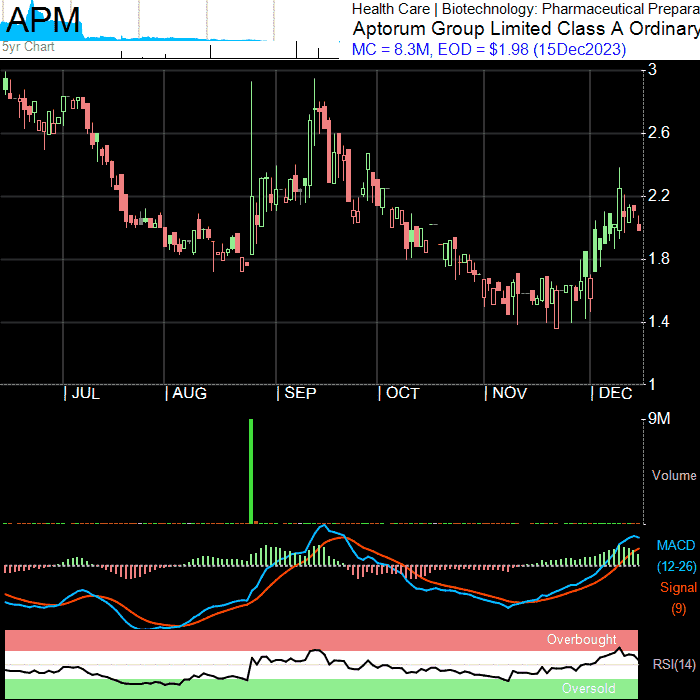 APM
5yr Chart
Health Care | Biotechnology: Pharmaceutical Prepara
Aptorum Group Limited Class A Ordinary
MC = 8.3M, EOD = $1.98 (15Dec2023)
3
2.6
2.2
1.8
1.4
1
JUL
AUG
SEP
OCT
NOV
DEC
9M
Volume
MACD
(12-26)
Signal
(9)
Overbought
RSI(14)
Oversold